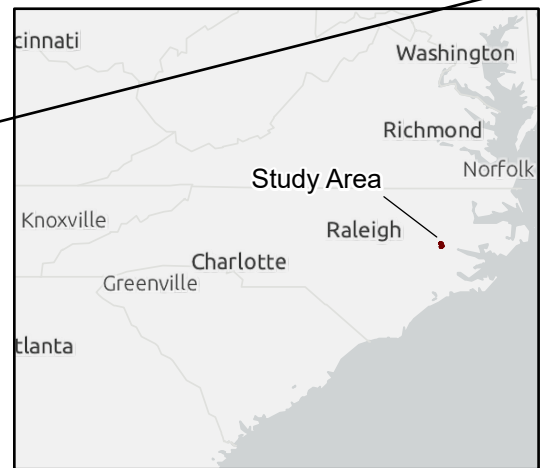 cinnati
Washington
Richmond
Norfolk
Study Area
Knoxville
Raleigh
Charlotte
Greenville
tlanta